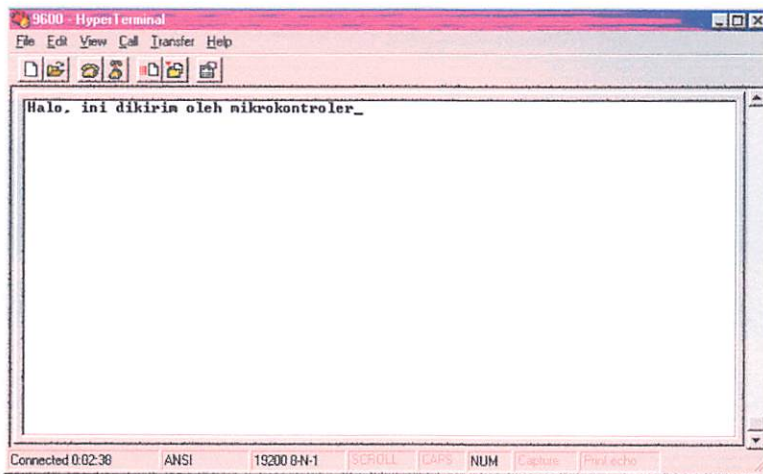 9600 - HyperTerminal
File Edit View Call Transfer Help
Halo, ini dikirim oleh mikrokontroler_
Connected 0:02:38 ANSI 19200 8-N-1 SCROLL CAPS NUM Capture Print echo